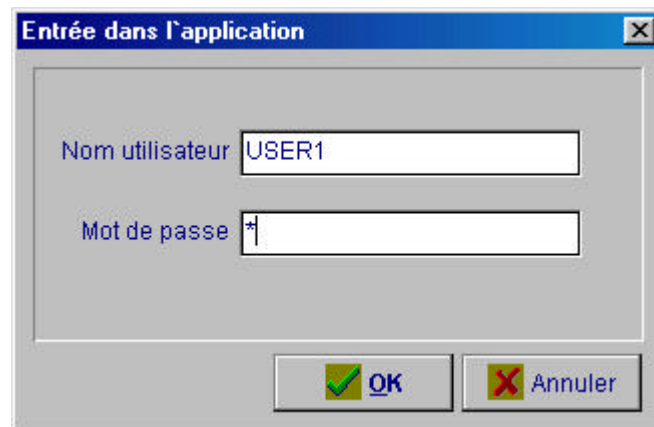 Entrée dans l`application
Nom utilisateur USER1
Mot de passe *
OK Annuler